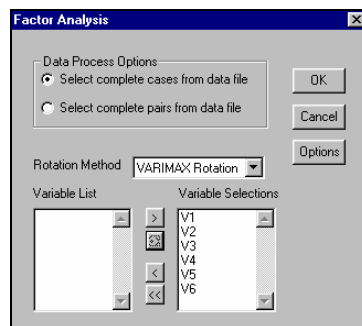 Factor Analysis
Data Process Options
Select complete cases from data file
Select complete pairs from data file
OK
Cancel
Options
Rotation Method
VARIMAX Rotation
Variable List
Variable Selections
>
<
<<
V1
V2
V3
V4
V5
V6